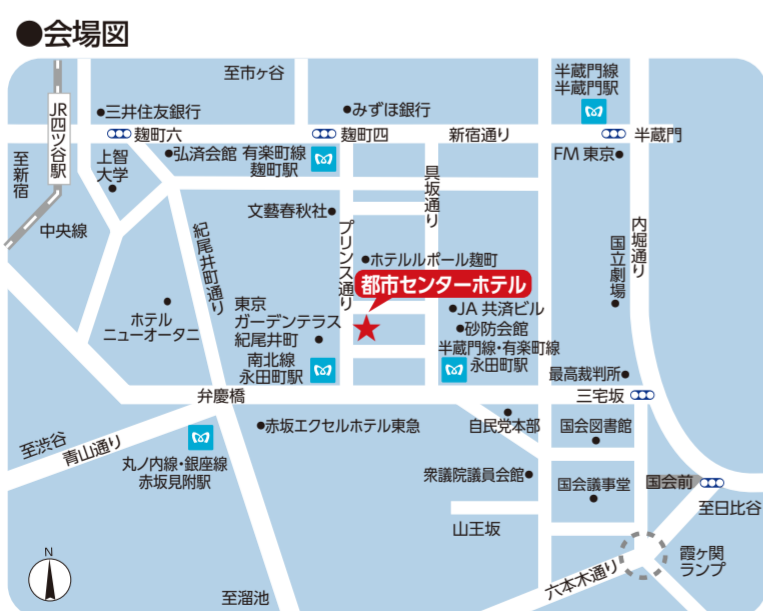 ●会場図
至市ヶ谷
半蔵門線
半蔵門駅
JR四ツ谷駅
●三井住友銀行
●みずほ銀行
麹町六
麹町四
新宿通り
半蔵門
至新宿
上智
大学
●弘済会館
有楽町線
麹町駅
FM 東京●
貝坂通り
中央線
紀尾井町通り
文藝春秋社●
プリンス通り
内堀通り
国立劇場
●ホテルルポール麹町
都市センターホテル
ホテル
ニューオータニ
東京
ガーデンテラス
紀尾井町 ●
●JA 共済ビル
●砂防会館
半蔵門線・有楽町線
永田町駅
南北線
永田町駅
最高裁判所●
弁慶橋
三宅坂
至渋谷
青山通り
●赤坂エクセルホテル東急
自民党本部
国会図書館
丸ノ内線・銀座線
赤坂見附駅
衆議院議員会館●
国会議事堂
国会前
至日比谷
山王坂
霞ヶ関
ランプ
六本木通り
至溜池
N